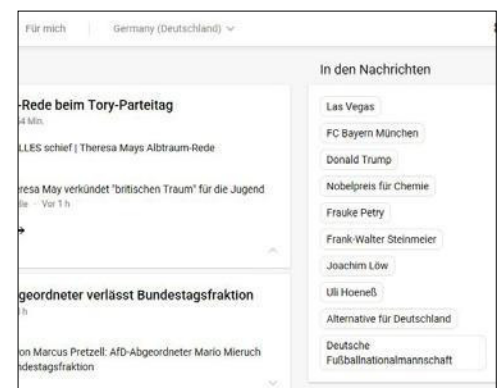 Für mich
Germany (Deutschland)
In den Nachrichten
-Rede beim Tory-Parteitag
54 Min.
LLES schief | Theresa Mays Albtraum-Rede
resa May verkündet "britischen Traum" für die Jugend
lie · Vor 1 h
geordneter verlässt Bundestagsfraktion
1 h
on Marcus Pretzell: AfD-Abgeordneter Mario Mieruch
ndestagsfraktion
Las Vegas
FC Bayern München
Donald Trump
Nobelpreis für Chemie
Frauke Petry
Frank-Walter Steinmeier
Joachim Löw
Uli Hoeneß
Alternative für Deutschland
Deutsche
Fußballnationalmannschaft